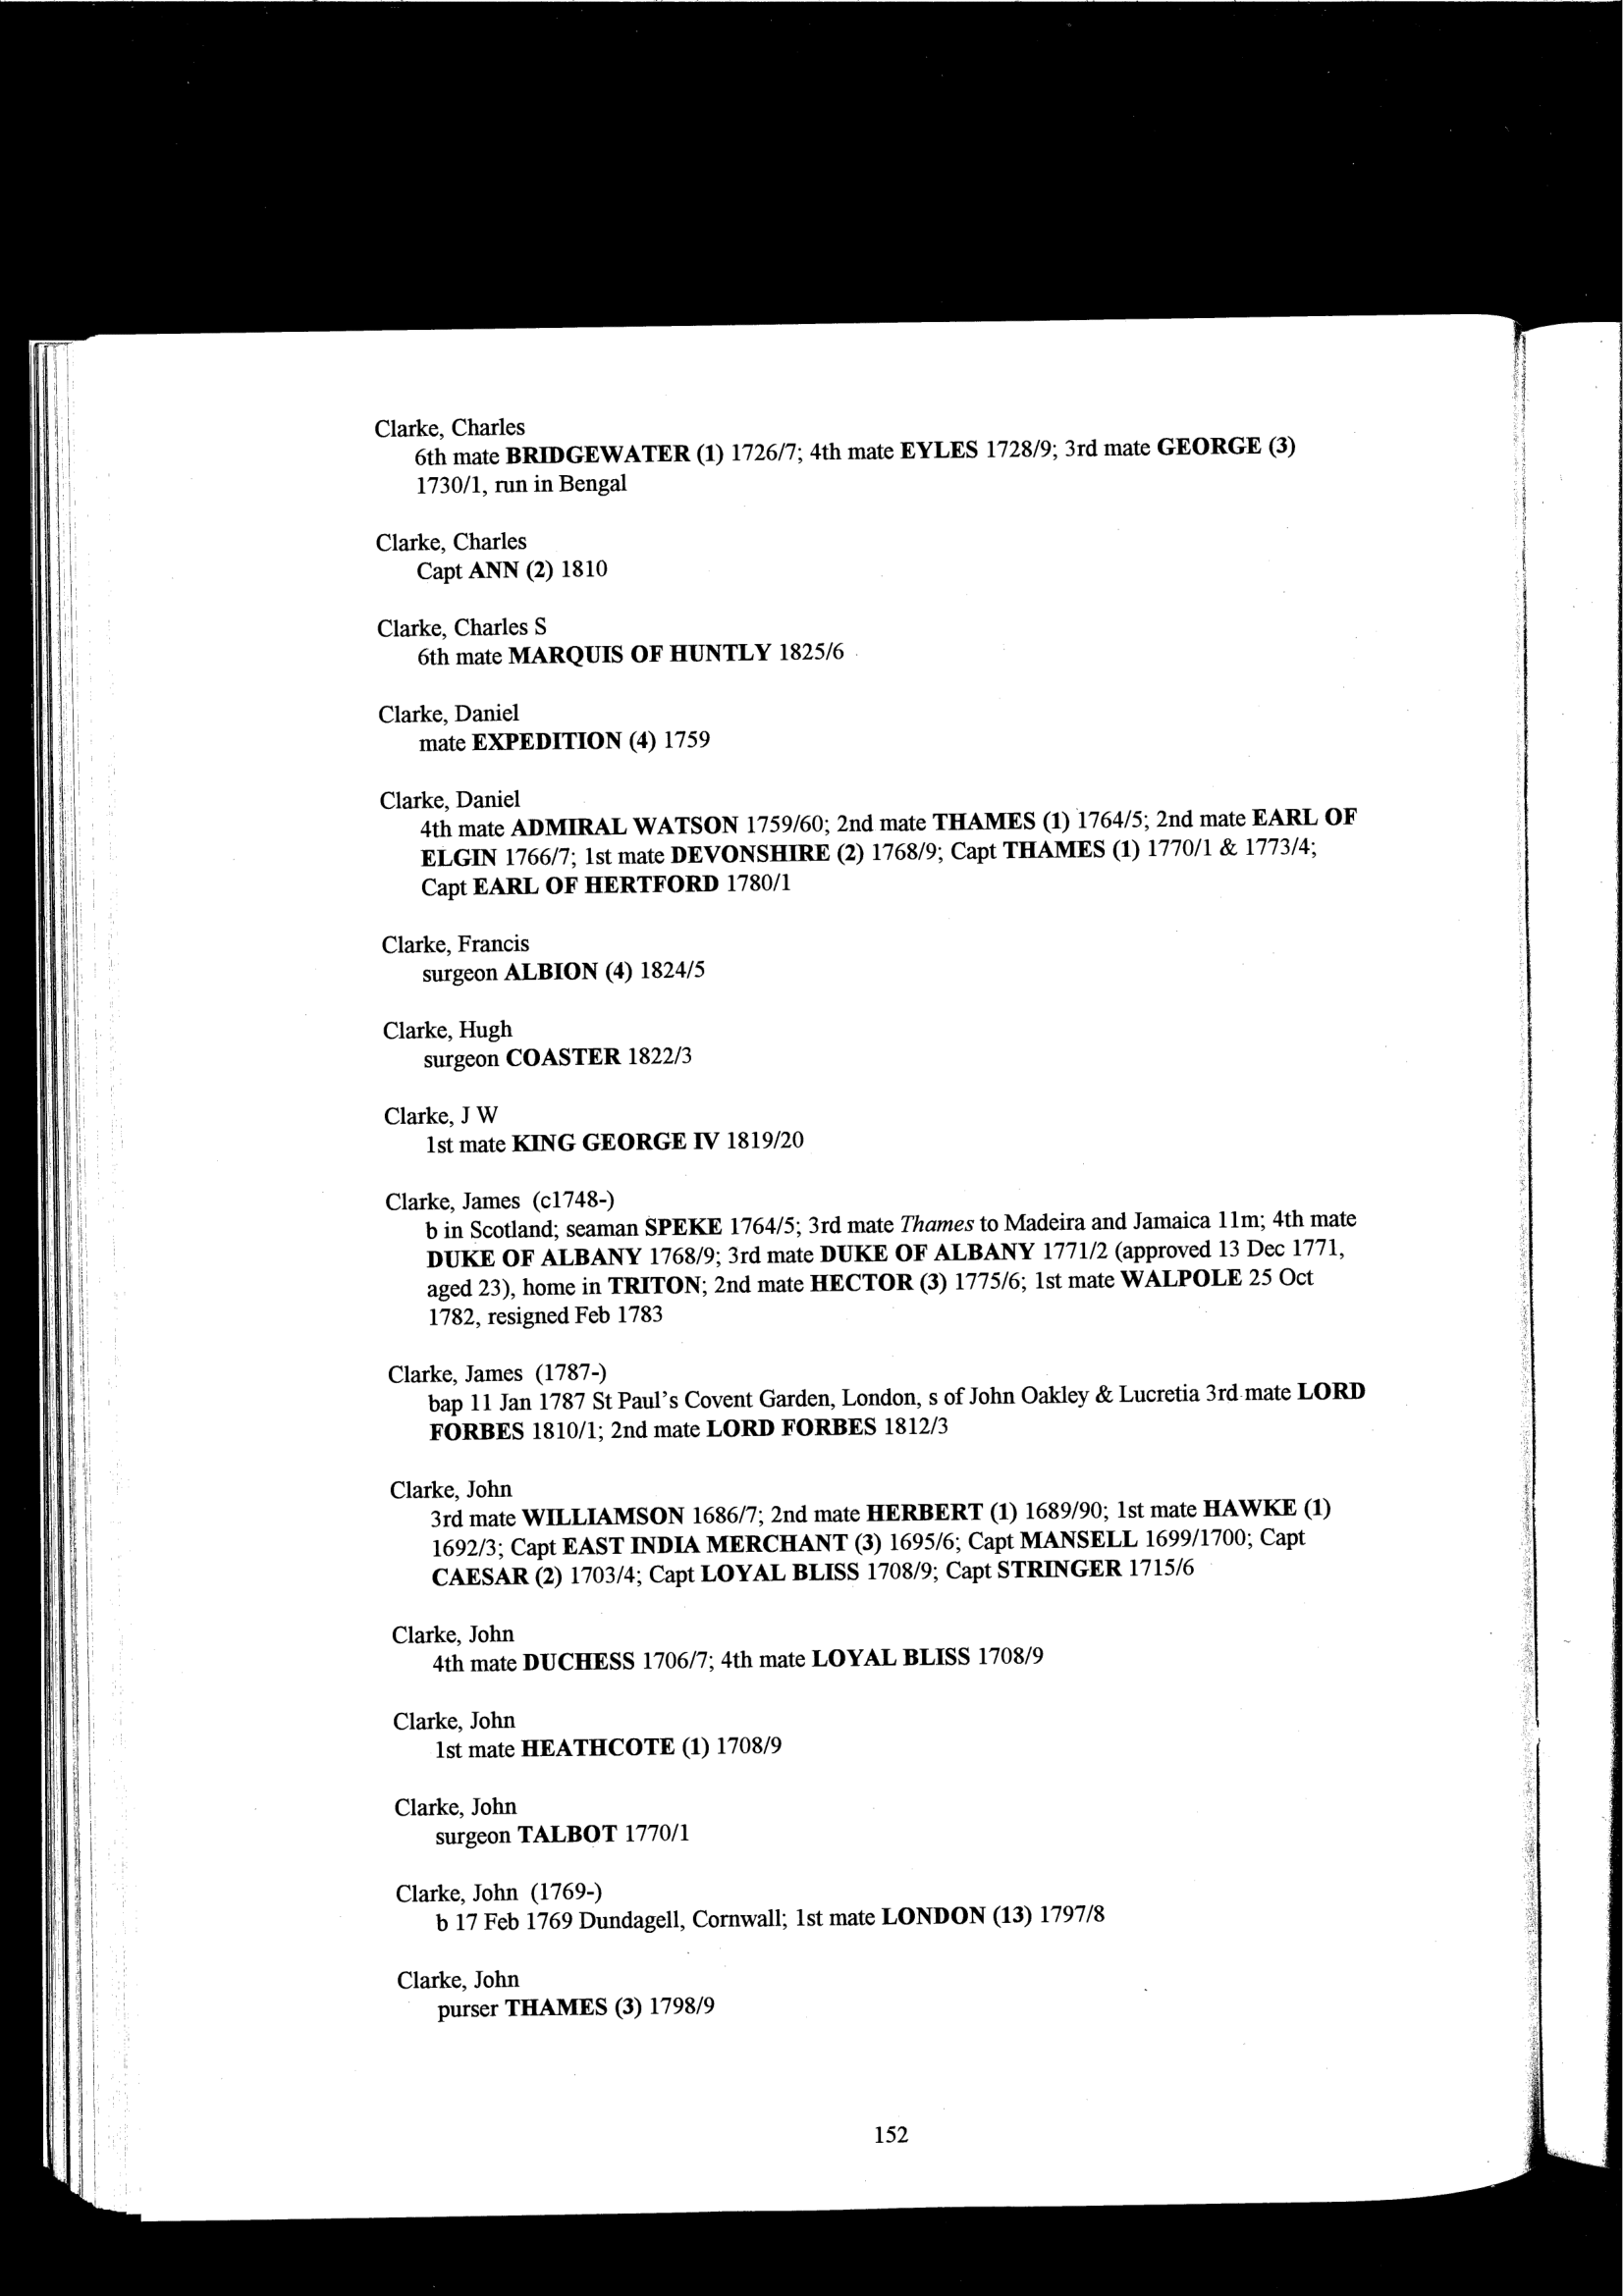 Clarke, Charles
6th mate BRIDGEWATER (1) 1726/7; 4th mate EYLES 1728/9; 3rd mate GEORGE (3)
1730/1, run in Bengal
Clarke, Charles
Capt ANN (2) 1810
Clarke, Charles S
6th mate MARQUIS OF HUNTLY 1825/6
Clarke, Daniel
mate EXPEDITION (4) 1759
Clarke, Daniel
4th mate ADMIRAL WATSON 1759/60; 2nd mate THAMES (1) 1764/5; 2nd mate EARL OF
ELGIN 1766/7; 1st mate DEVONSHIRE (2) 1768/9; Capt THAMES (1) 1770/1 & 1773/4;
Capt EARL OF HERTFORD 1780/1
Clarke, Francis
surgeon ALBION (4) 1824/5
Clarke, Hugh
surgeon COASTER 1822/3
Clarke, J W
1st mate KING GEORGE IV 1819/20
Clarke, James (c1748-)
b in Scotland; seaman SPEKE 1764/5; 3rd mate Thames to Madeira and Jamaica 11m; 4th mate
DUKE OF ALBANY 1768/9; 3rd mate DUKE OF ALBANY 1771/2 (approved 13 Dec 1771,
aged 23), home in TRITON; 2nd mate HECTOR (3) 1775/6; 1st mate WALPOLE 25 Oct
1782, resigned Feb 1783
Clarke, James (1787-)
bap 11 Jan 1787 St Paul's Covent Garden, London, s of John Oakley & Lucretia 3rd mate LORD
FORBES 1810/1; 2nd mate LORD FORBES 1812/3
Clarke, John
3rd mate WILLIAMSON 1686/7; 2nd mate HERBERT (1) 1689/90; 1st mate HAWKE (1)
1692/3; Capt EAST INDIA MERCHANT (3) 1695/6; Capt MANSELL 1699/1700; Capt
CAESAR (2) 1703/4; Capt LOYAL BLISS 1708/9; Capt STRINGER 1715/6
Clarke, John
4th mate DUCHESS 1706/7; 4th mate LOYAL BLISS 1708/9
Clarke, John
1st mate HEATHCOTE (1) 1708/9
Clarke, John
surgeon TALBOT 1770/1
Clarke, John (1769-)
b 17 Feb 1769 Dundagell, Cornwall; 1st mate LONDON (13) 1797/8
Clarke, John
purser THAMES (3) 1798/9
152